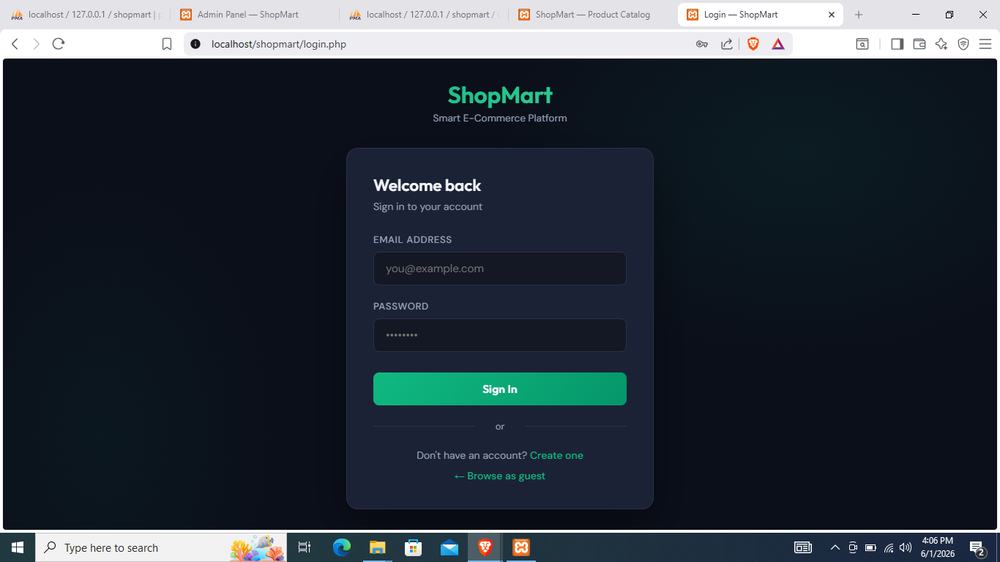 localhost / 127.0.0.1 / shopmart | p
Admin Panel — ShopMart
localhost / 127.0.0.1 / shopmart /
ShopMart — Product Catalog
Login — ShopMart
localhost/shopmart/login.php
ShopMart
Smart E-Commerce Platform
Welcome back
Sign in to your account
EMAIL ADDRESS
you@example.com
PASSWORD
••••••••
Sign In
or
Don't have an account? Create one
← Browse as guest
Type here to search
4:06 PM
6/1/2026
2